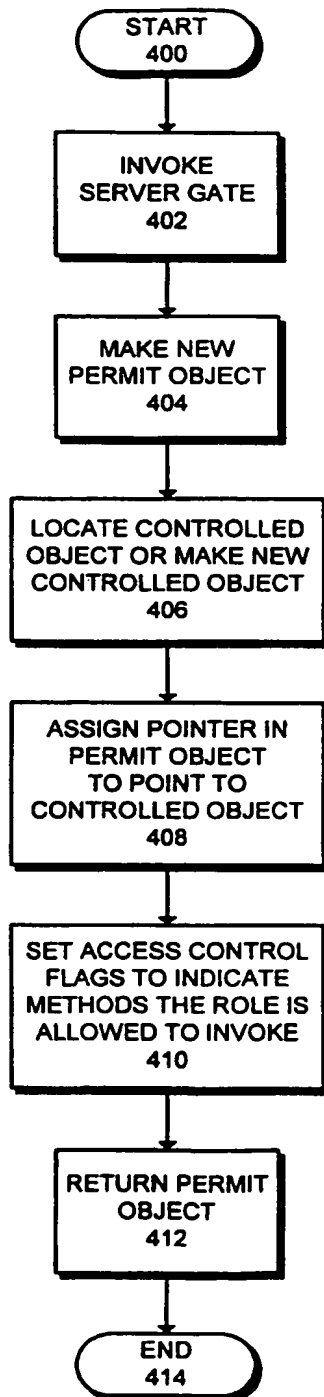 START
400
INVOKE
SERVER GATE
402
MAKE NEW
PERMIT OBJECT
404
LOCATE CONTROLLED
OBJECT OR MAKE NEW
CONTROLLED OBJECT
406
ASSIGN POINTER IN
PERMIT OBJECT
TO POINT TO
CONTROLLED OBJECT
408
SET ACCESS CONTROL
FLAGS TO INDICATE
METHODS THE ROLE IS
ALLOWED TO INVOKE
410
RETURN PERMIT
OBJECT
412
END
414